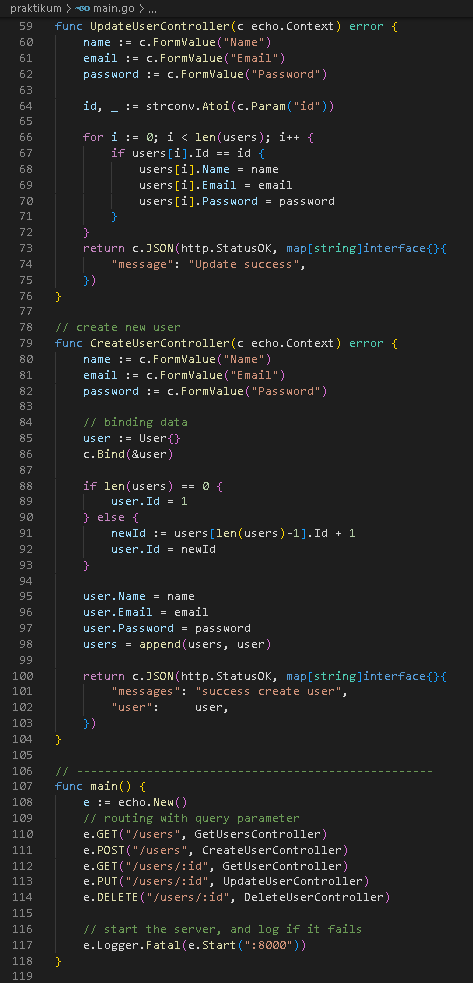 praktikum > main.go > ...
59 func UpdateUserController(c echo.Context) error {
60     name := c.FormValue("Name")
61     email := c.FormValue("Email")
62     password := c.FormValue("Password")
63
64     id, _ := strconv.Atoi(c.Param("id"))
65
66     for i := 0; i < len(users); i++ {
67         if users[i].Id == id {
68             users[i].Name = name
69             users[i].Email = email
70             users[i].Password = password
71         }
72     }
73     return c.JSON(http.StatusOK, map[string]interface{}{
74         "message": "Update success",
75     })
76 }
77
78 // create new user
79 func CreateUserController(c echo.Context) error {
80     name := c.FormValue("Name")
81     email := c.FormValue("Email")
82     password := c.FormValue("Password")
83
84     // binding data
85     user := User{}
86     c.Bind(&user)
87
88     if len(users) == 0 {
89         user.Id = 1
90     } else {
91         newId := users[len(users)-1].Id + 1
92         user.Id = newId
93     }
94
95     user.Name = name
96     user.Email = email
97     user.Password = password
98     users = append(users, user)
99
100     return c.JSON(http.StatusOK, map[string]interface{}{
101         "messages": "success create user",
102         "user":     user,
103     })
104 }
105
106 // ---------------------------------------------------
107 func main() {
108     e := echo.New()
109     // routing with query parameter
110     e.GET("/users", GetUsersController)
111     e.POST("/users", CreateUserController)
112     e.GET("/users/:id", GetUserController)
113     e.PUT("/users/:id", UpdateUserController)
114     e.DELETE("/users/:id", DeleteUserController)
115
116     // start the server, and log if it fails
117     e.Logger.Fatal(e.Start(":8000"))
118 }
119